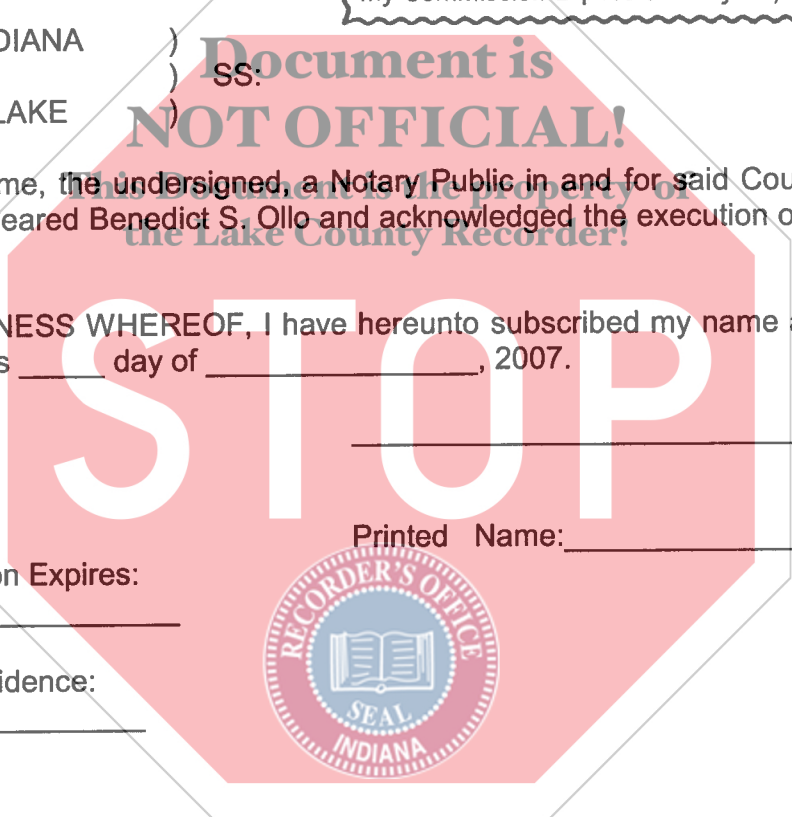 DIANA )
Document is
) SS:
LAKE )
NOT OFFICIAL!
me, the undersigned, a Notary Public in and for said Cou
This Document is the property of
eared Benedict S. Ollo and acknowledged the execution o
the Lake County Recorder!
NESS WHEREOF, I have hereunto subscribed my name a
s _____ day of _______________, 2007.
STOP
Printed Name:_______________
on Expires:
RECORDER'S OFFICE
idence:
SEAL
INDIANA